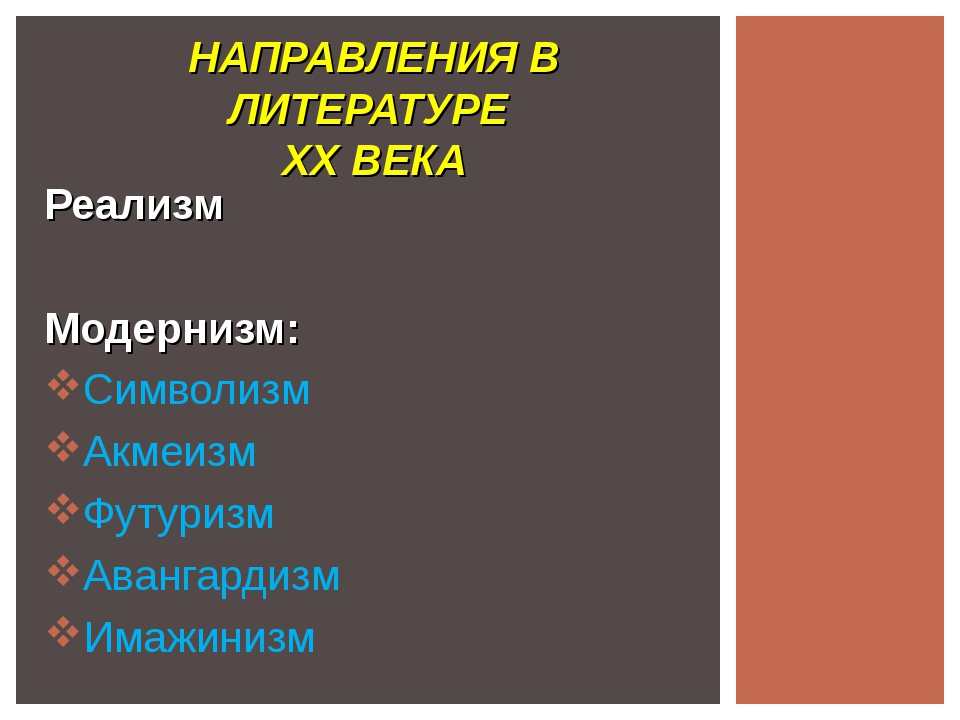 НАПРАВЛЕНИЯ В
ЛИТЕРАТУРЕ
XX ВЕКА
Реализм
Модернизм:
Символизм
Акмеизм
Футуризм
Авангардизм
Имажинизм